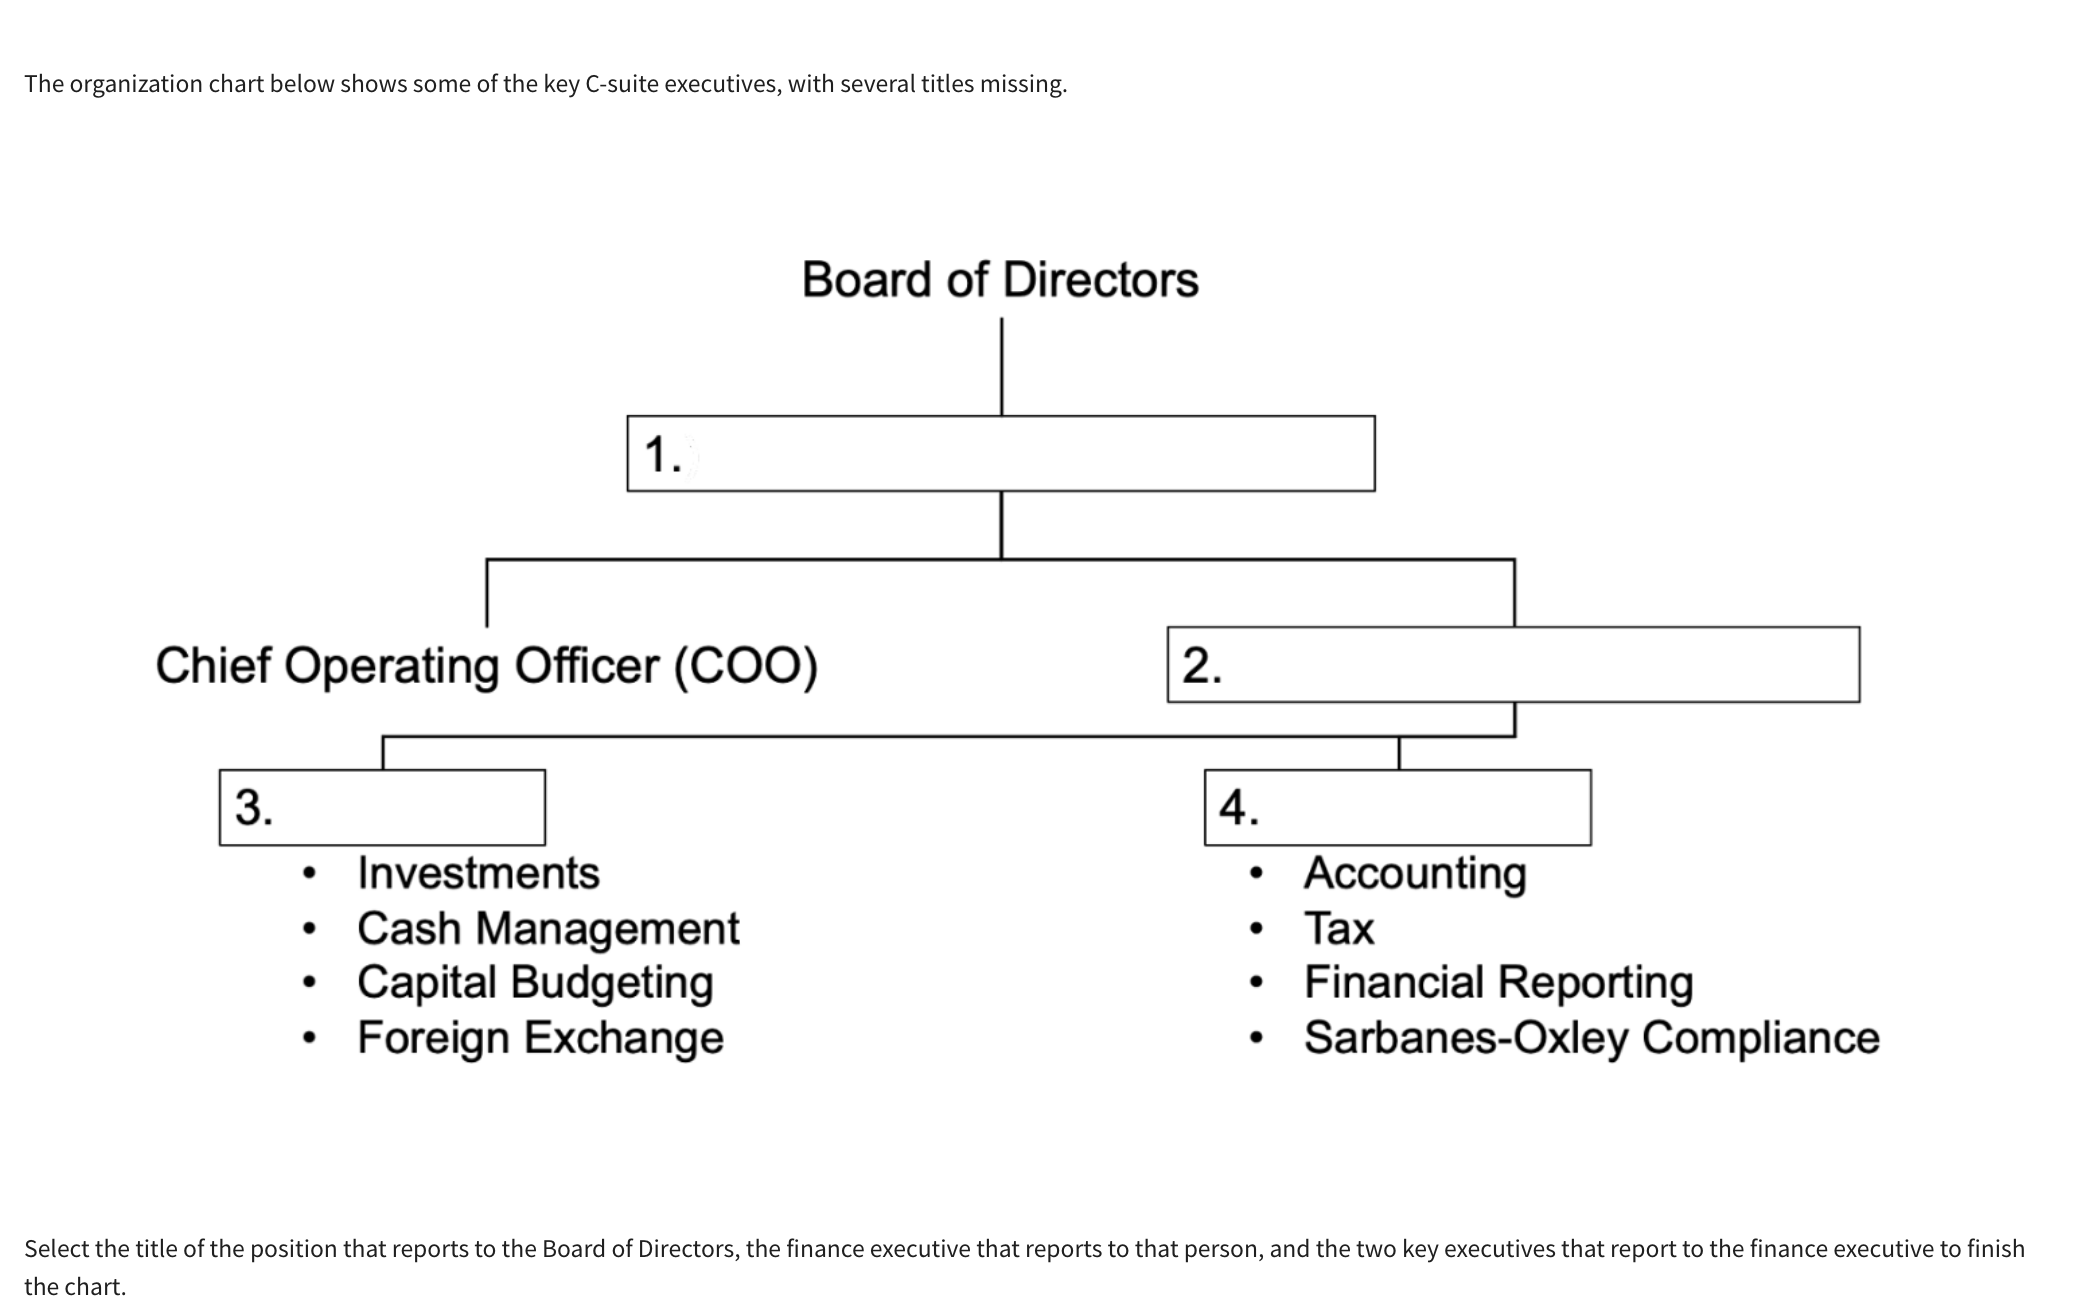 The organization chart below shows some of the key C-suite executives, with several titles missing.
Board of Directors
1.
Chief Operating Officer (COO)
2.
3.
• Investments
• Cash Management
• Capital Budgeting
• Foreign Exchange
4.
• Accounting
• Tax
• Financial Reporting
• Sarbanes-Oxley Compliance
Select the title of the position that reports to the Board of Directors, the finance executive that reports to that person, and the two key executives that report to the finance executive to finish
the chart.